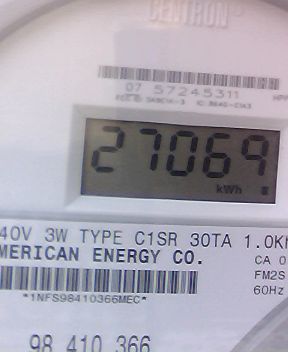 CENTRON
07 57245311
27069
kWh
40V 3W TYPE C1SR 30TA 1.0K
MERICAN ENERGY CO.
CA 0
FM2S
*1NFS98410366MEC*
60Hz
98 410 366